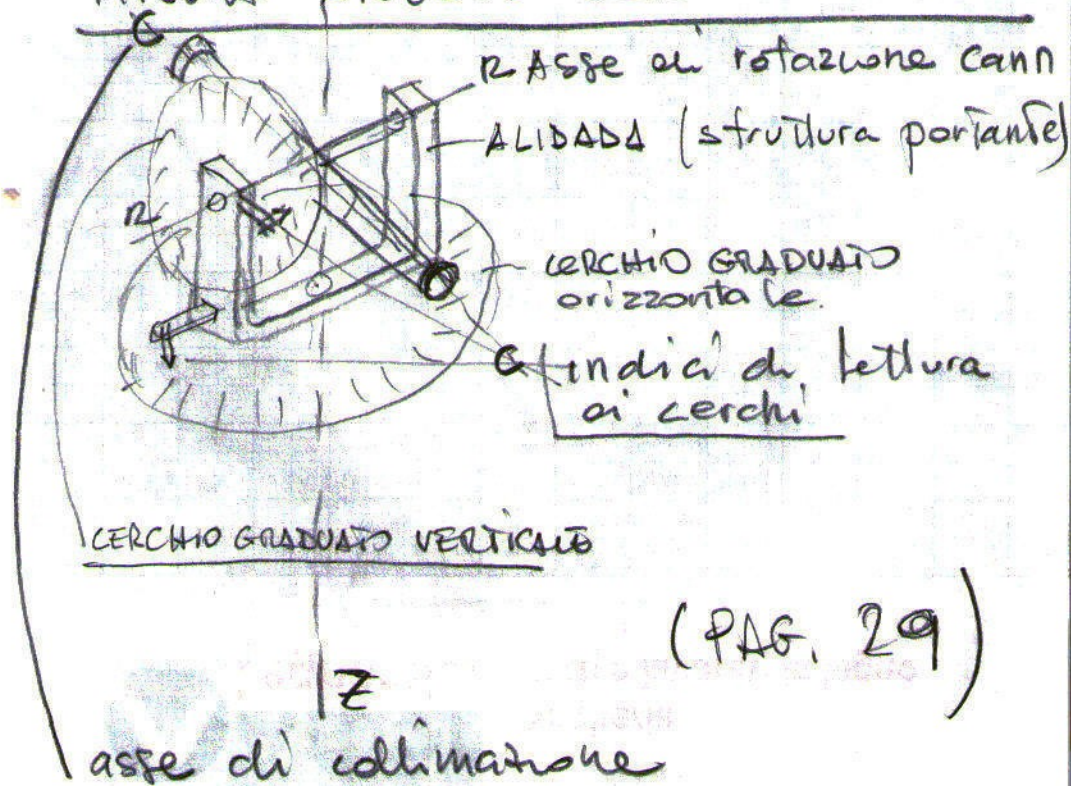 C
R Asse di rotazione cann
ALIDADA (struttura portante)
R
CERCHIO GRADUATO
orizzontale.
C
indici di lettura
ai cerchi
CERCHIO GRADUATO VERTICALE
(PAG. 29)
Z
asse di collimazione